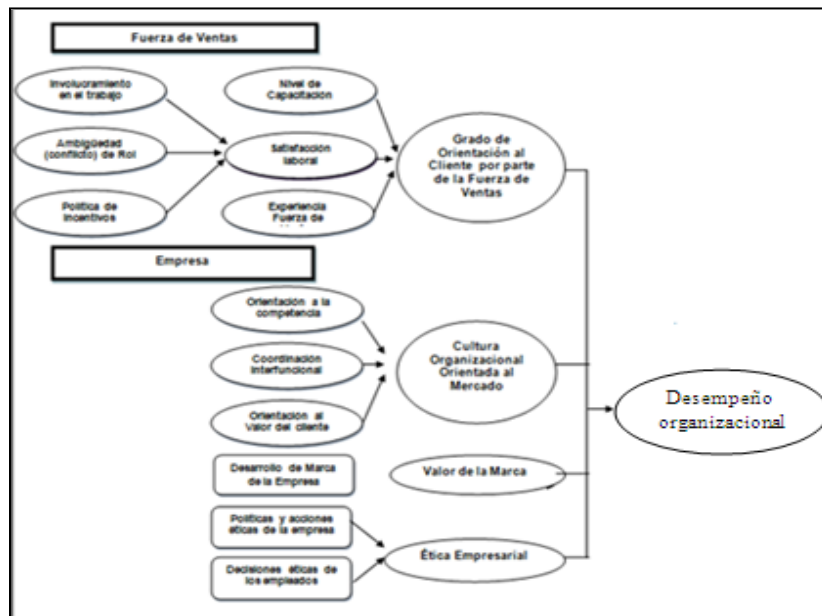 Fuerza de Ventas
Involucramiento
en el trabajo
Nivel de
Capacitación
Ambigüedad
(conflicto) de Rol
Satisfacción
laboral
Grado de
Orientación al
Cliente por parte
de la Fuerza de
Ventas
Política de
Incentivos
Experiencia
Fuerza de
Empresa
Orientación a la
competencia
Coordinación
Interfuncional
Orientación al
Valor del cliente
Cultura
Organizacional
Orientada al
Mercado
Desempeño
organizacional
Desarrollo de Marca
de la Empresa
Valor de la Marca
Políticas y acciones
éticas de la empresa
Decisiones éticas de
los empleados
Ética Empresarial